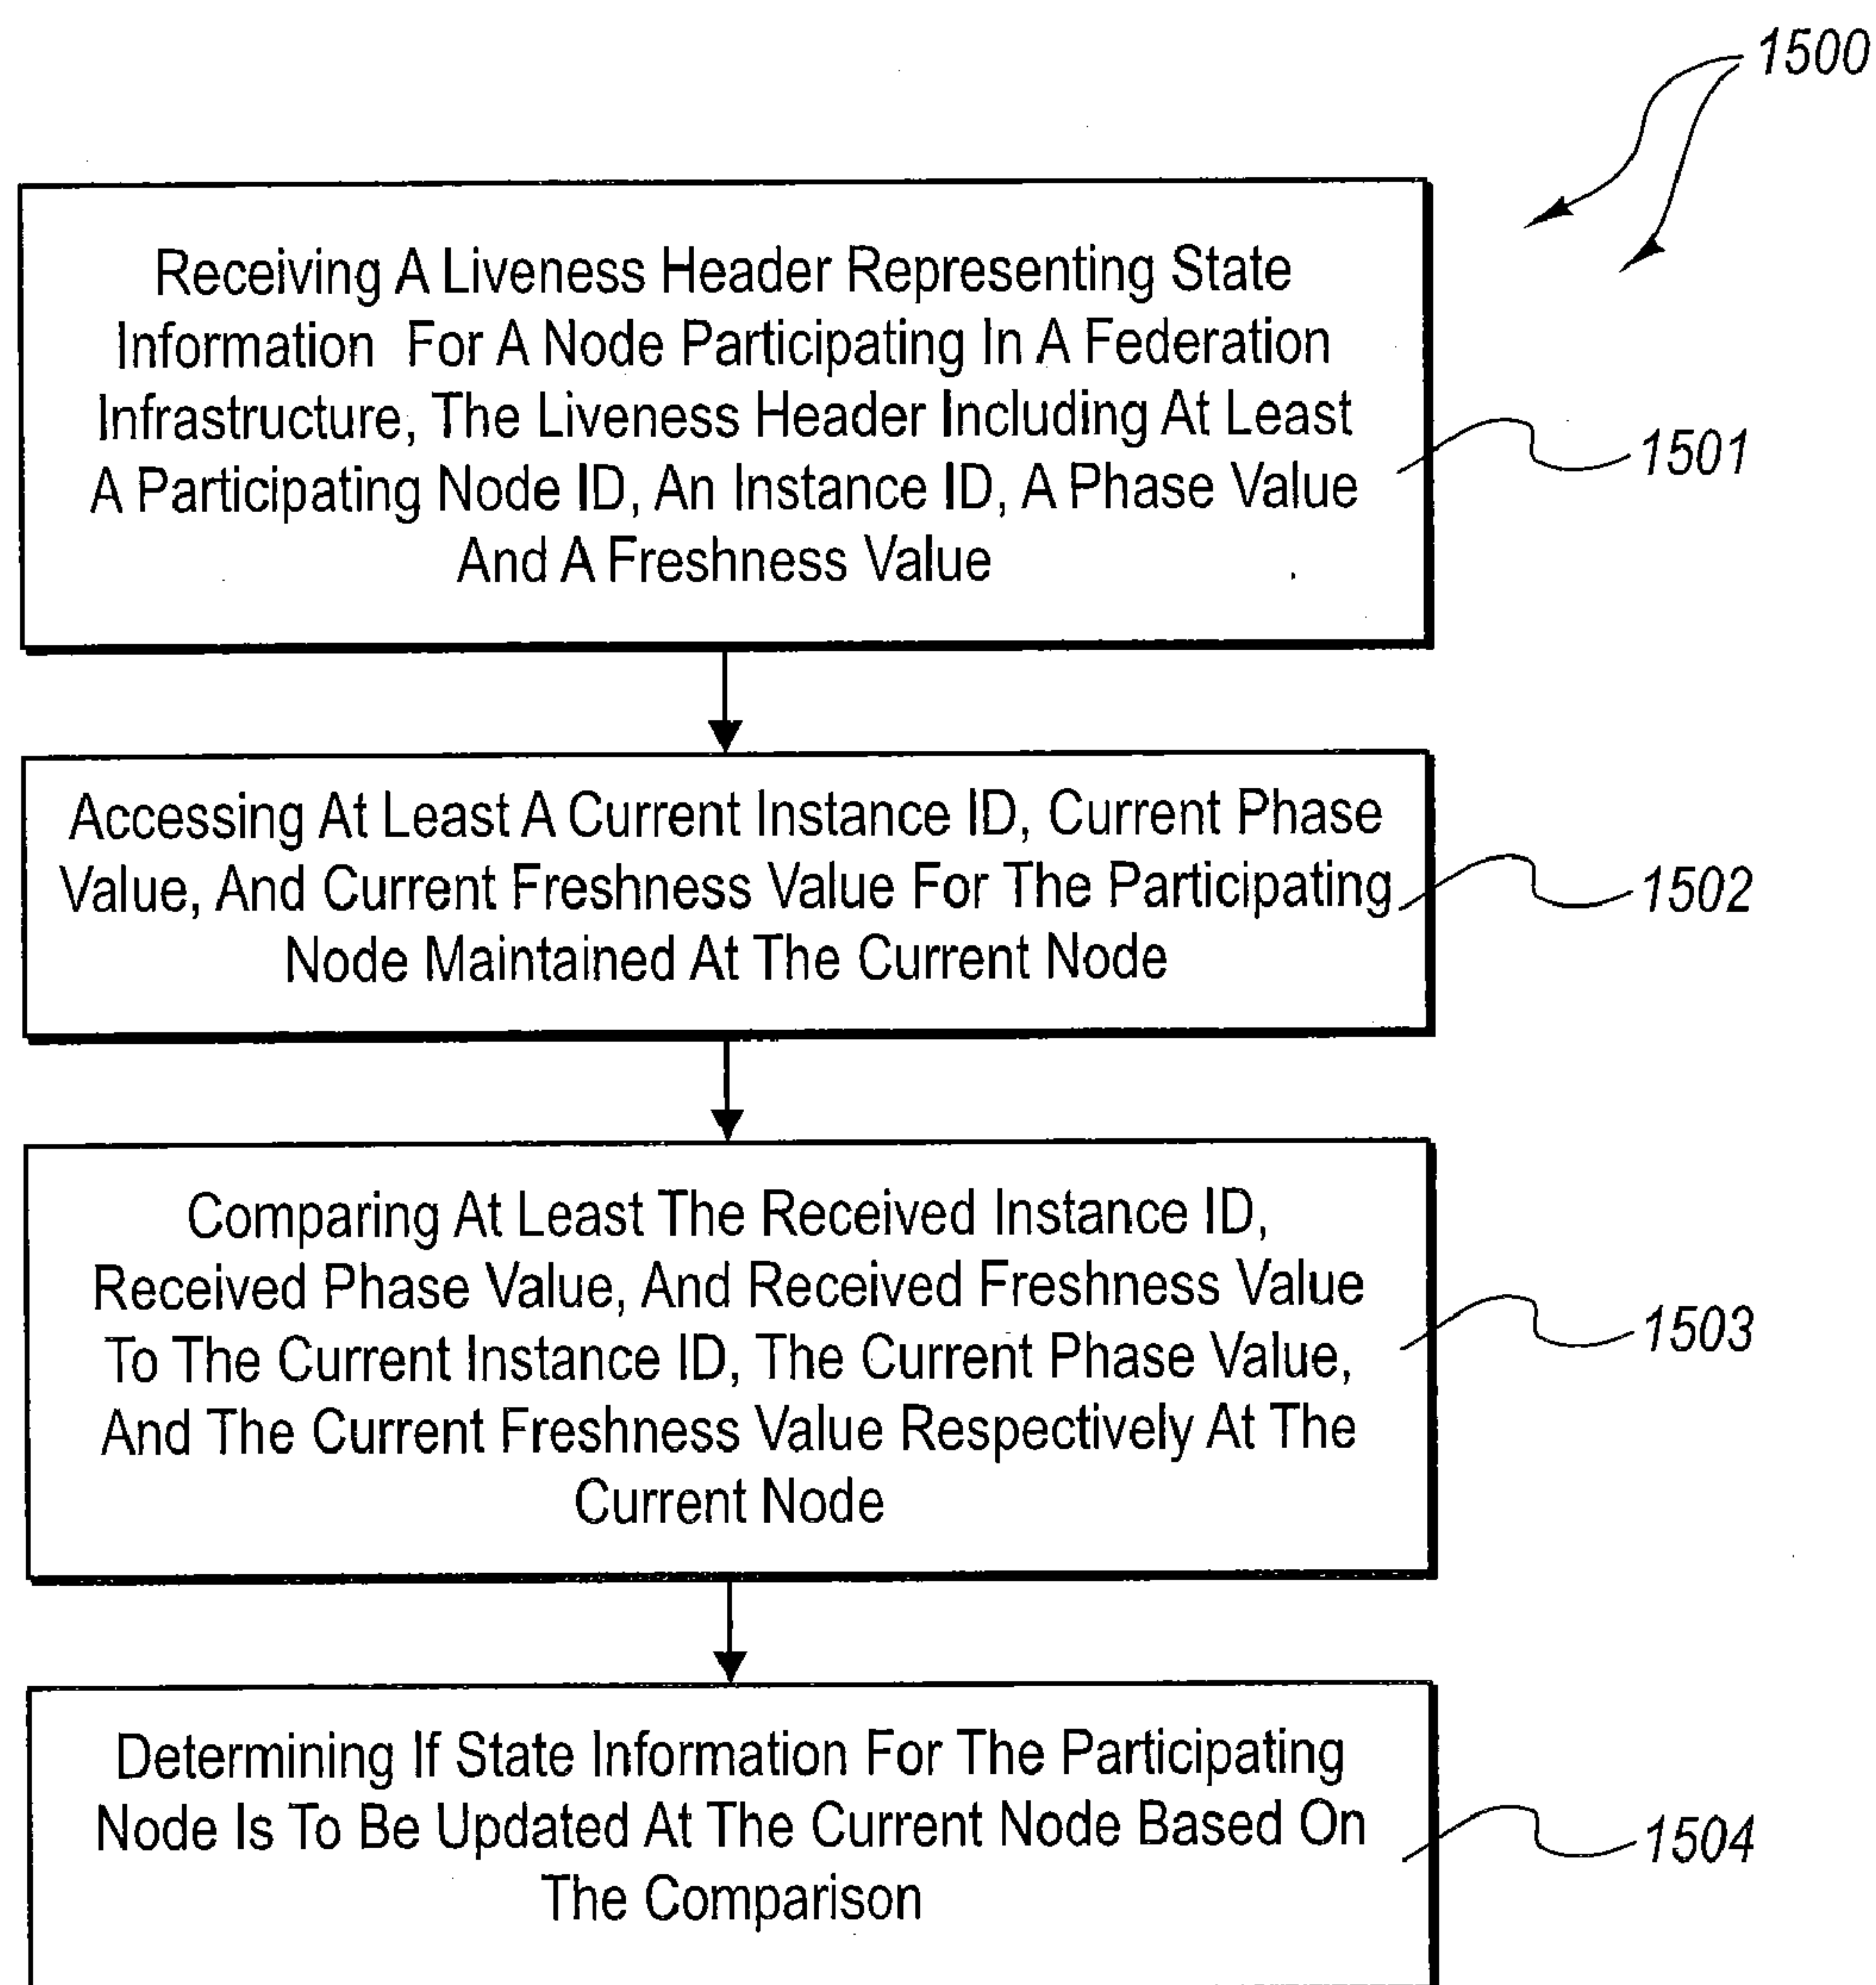 1500
Receiving A Liveness Header Representing State
Information For A Node Participating In A Federation
Infrastructure, The Liveness Header Including At Least
A Participating Node ID, An Instance ID, A Phase Value
And A Freshness Value
1501
Accessing At Least A Current Instance ID, Current Phase
Value, And Current Freshness Value For The Participating
Node Maintained At The Current Node
1502
Comparing At Least The Received Instance ID,
Received Phase Value, And Received Freshness Value
To The Current Instance ID, The Current Phase Value,
And The Current Freshness Value Respectively At The
Current Node
1503
Determining If State Information For The Participating
Node Is To Be Updated At The Current Node Based On
The Comparison
1504